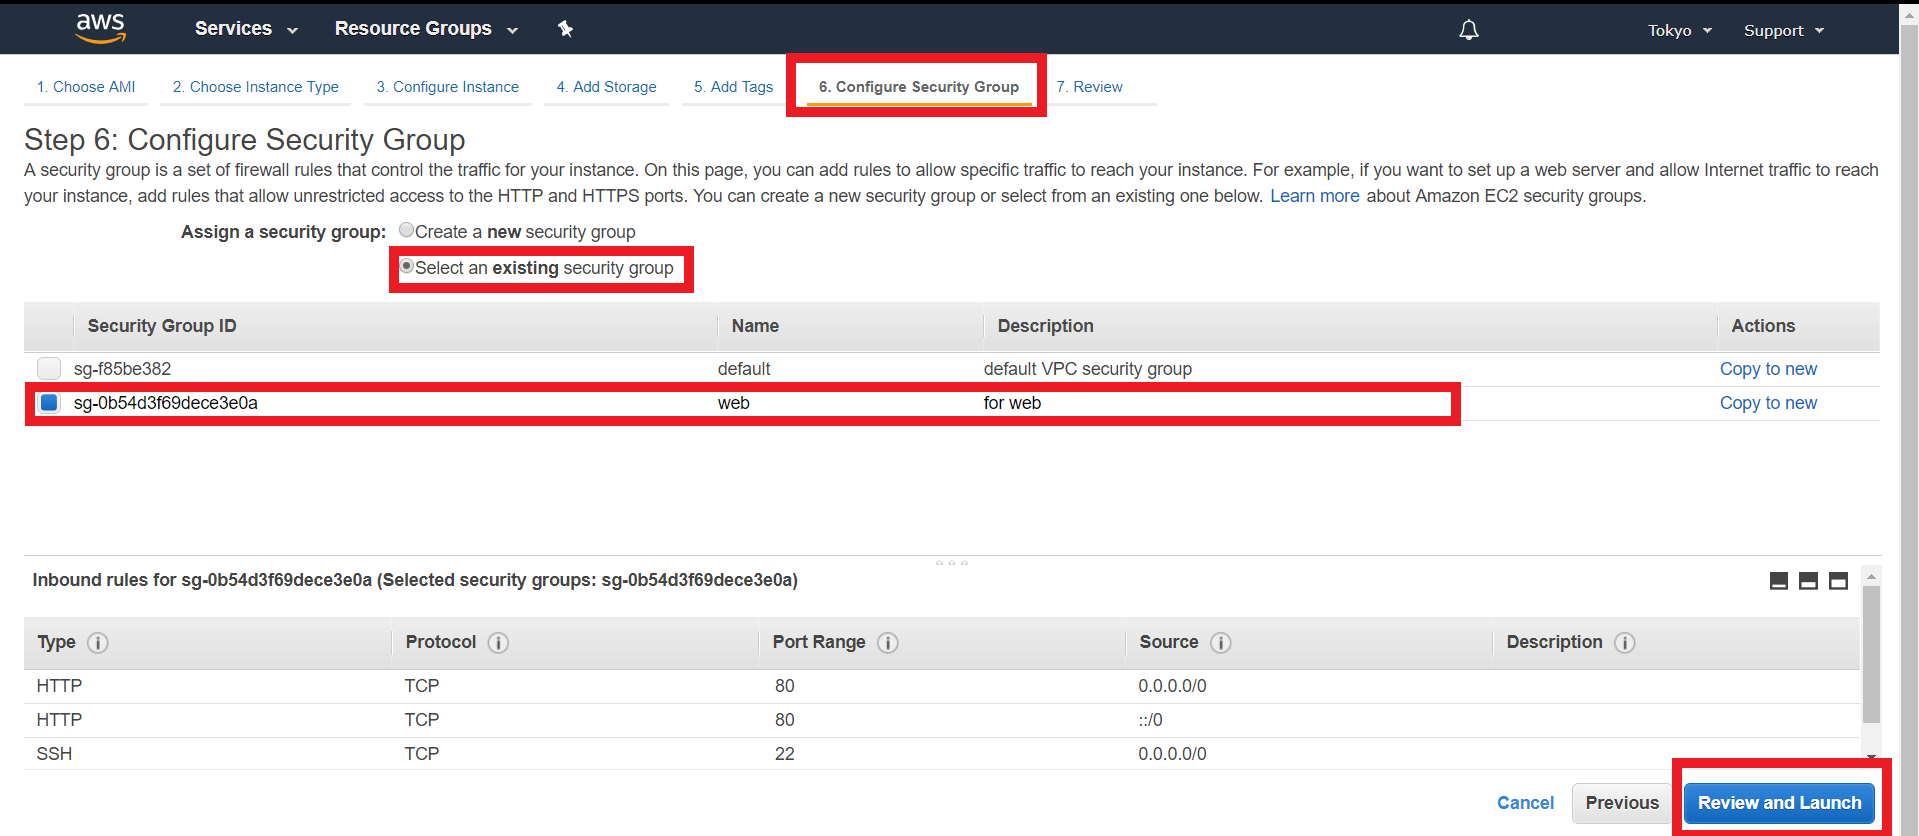 aws Services Resource Groups Tokyo Support
1. Choose AMI 2. Choose Instance Type 3. Configure Instance 4. Add Storage 5. Add Tags 6. Configure Security Group 7. Review
Step 6: Configure Security Group
A security group is a set of firewall rules that control the traffic for your instance. On this page, you can add rules to allow specific traffic to reach your instance. For example, if you want to set up a web server and allow Internet traffic to reach
your instance, add rules that allow unrestricted access to the HTTP and HTTPS ports. You can create a new security group or select from an existing one below. Learn more about Amazon EC2 security groups.
Assign a security group: Create a new security group
Select an existing security group
Security Group ID Name Description Actions
sg-f85be382 default default VPC security group Copy to new
sg-0b54d3f69dece3e0a web for web Copy to new
Inbound rules for sg-0b54d3f69dece3e0a (Selected security groups: sg-0b54d3f69dece3e0a)
Type Protocol Port Range Source Description
HTTP TCP 80 0.0.0.0/0
HTTP TCP 80 ::/0
SSH TCP 22 0.0.0.0/0
Cancel Previous Review and Launch